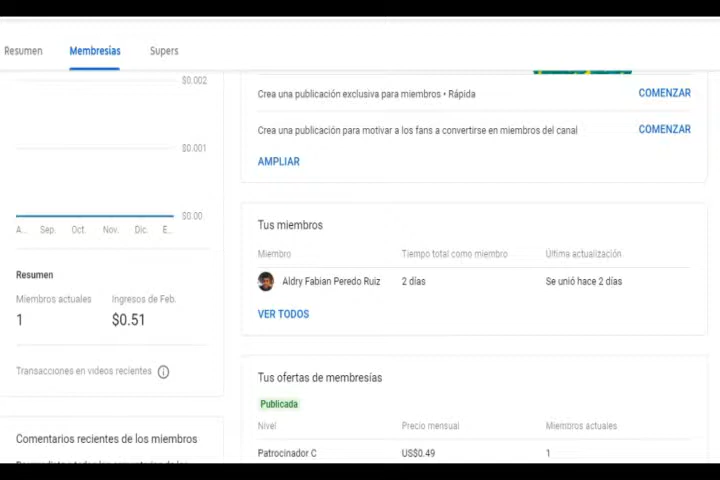 Resumen
Membresías
Supers
$0.002
$0.001
$0.00
A... Sep. Oct. Nov. Dic. E...
Resumen
Miembros actuales
Ingresos de Feb.
1
$0.51
Transacciones en videos recientes
Comentarios recientes de los miembros
Crea una publicación exclusiva para miembros • Rápida
COMENZAR
Crea una publicación para motivar a los fans a convertirse en miembros del canal
COMENZAR
AMPLIAR
Tus miembros
Miembro Tiempo total como miembro Última actualización
Aldry Fabian Peredo Ruiz 2 días Se unió hace 2 días
VER TODOS
Tus ofertas de membresías
Publicada
Nivel Precio mensual Miembros actuales
Patrocinador C US$0.49 1